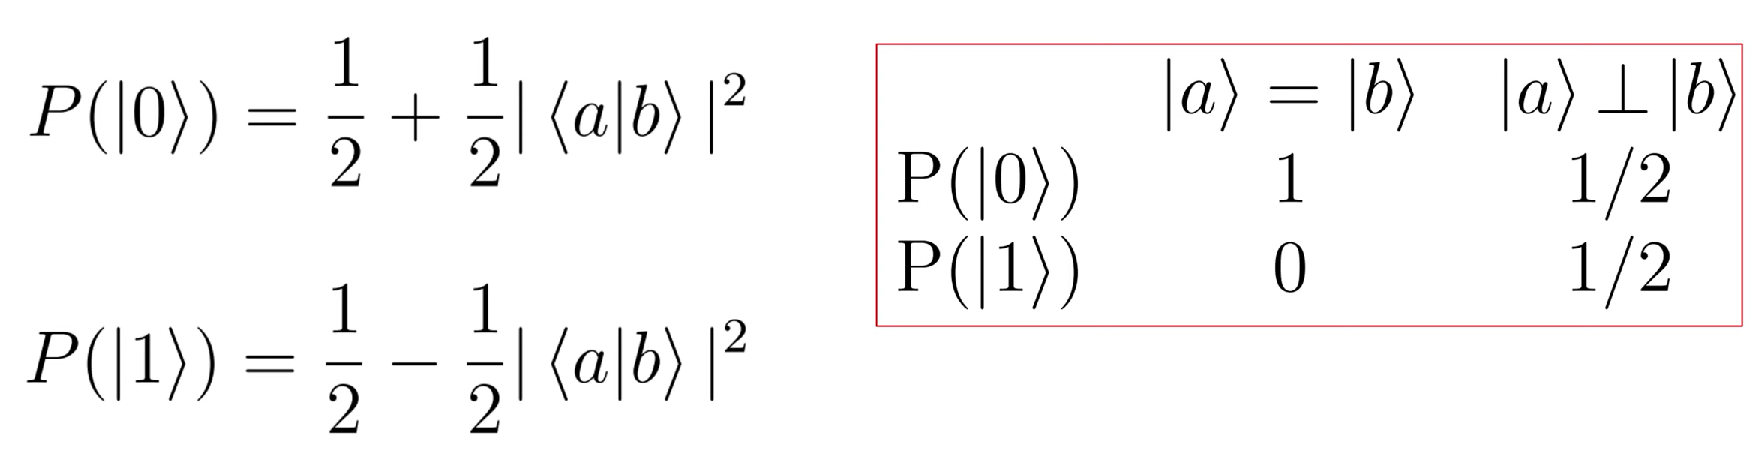 P(|0⟩) = 1/2 + 1/2 | ⟨a|b⟩ |²
P(|1⟩) = 1/2 − 1/2 | ⟨a|b⟩ |²
|a⟩ = |b⟩ |a⟩ ⊥ |b⟩
P(|0⟩) 1 1/2
P(|1⟩) 0 1/2